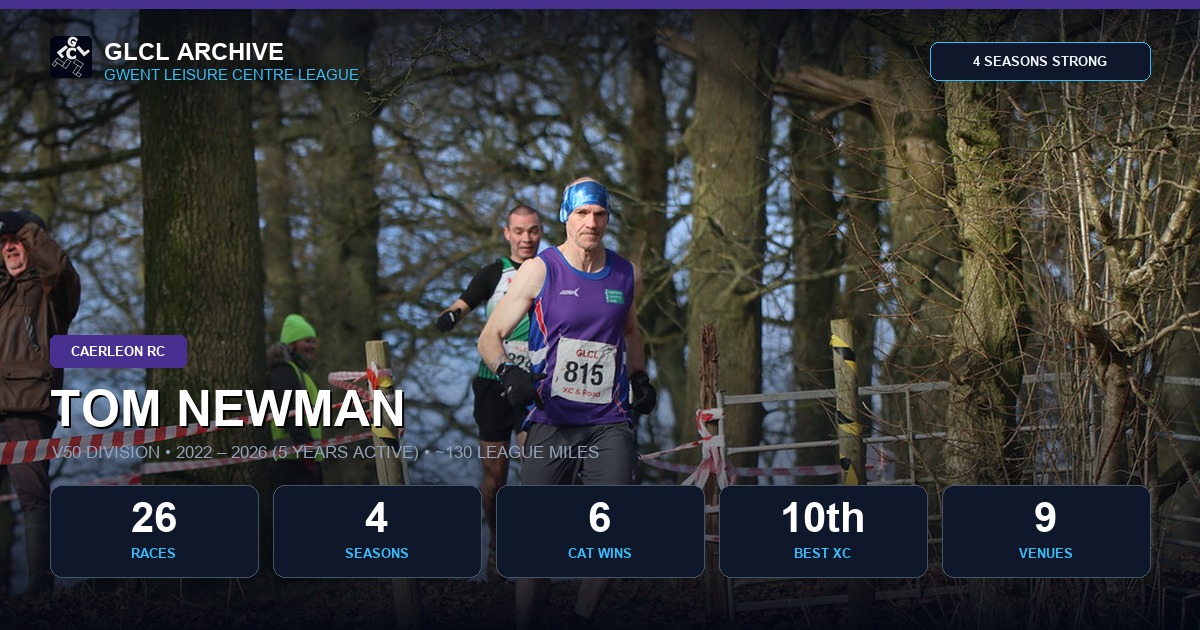 GLCL ARCHIVE
GWENT LEISURE CENTRE LEAGUE
4 SEASONS STRONG
CAERLEON RC
TOM NEWMAN
V50 DIVISION • 2022 – 2026 (5 YEARS ACTIVE) • ~130 LEAGUE MILES
GLCL
815
XC & Road
26
RACES
4
SEASONS
6
CAT WINS
10th
BEST XC
9
VENUES